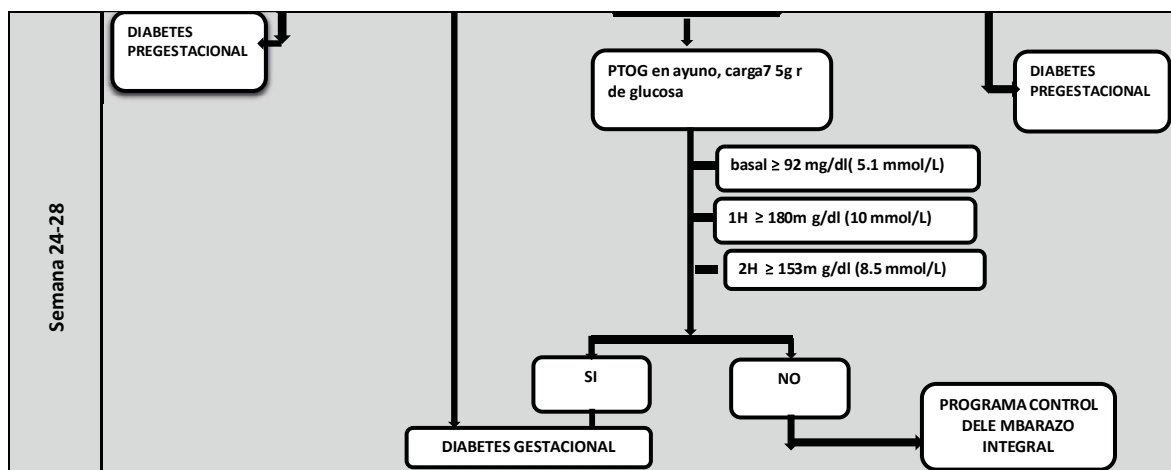 DIABETES
PREGESTACIONAL
PTOG en ayuno, carga7 5g r
de glucosa
DIABETES
PREGESTACIONAL
basal ≥ 92 mg/dl( 5.1 mmol/L)
1H ≥ 180m g/dl (10 mmol/L)
2H ≥ 153m g/dl (8.5 mmol/L)
Semana 24-28
SI
NO
DIABETES GESTACIONAL
PROGRAMA CONTROL
DELE MBARAZO
INTEGRAL